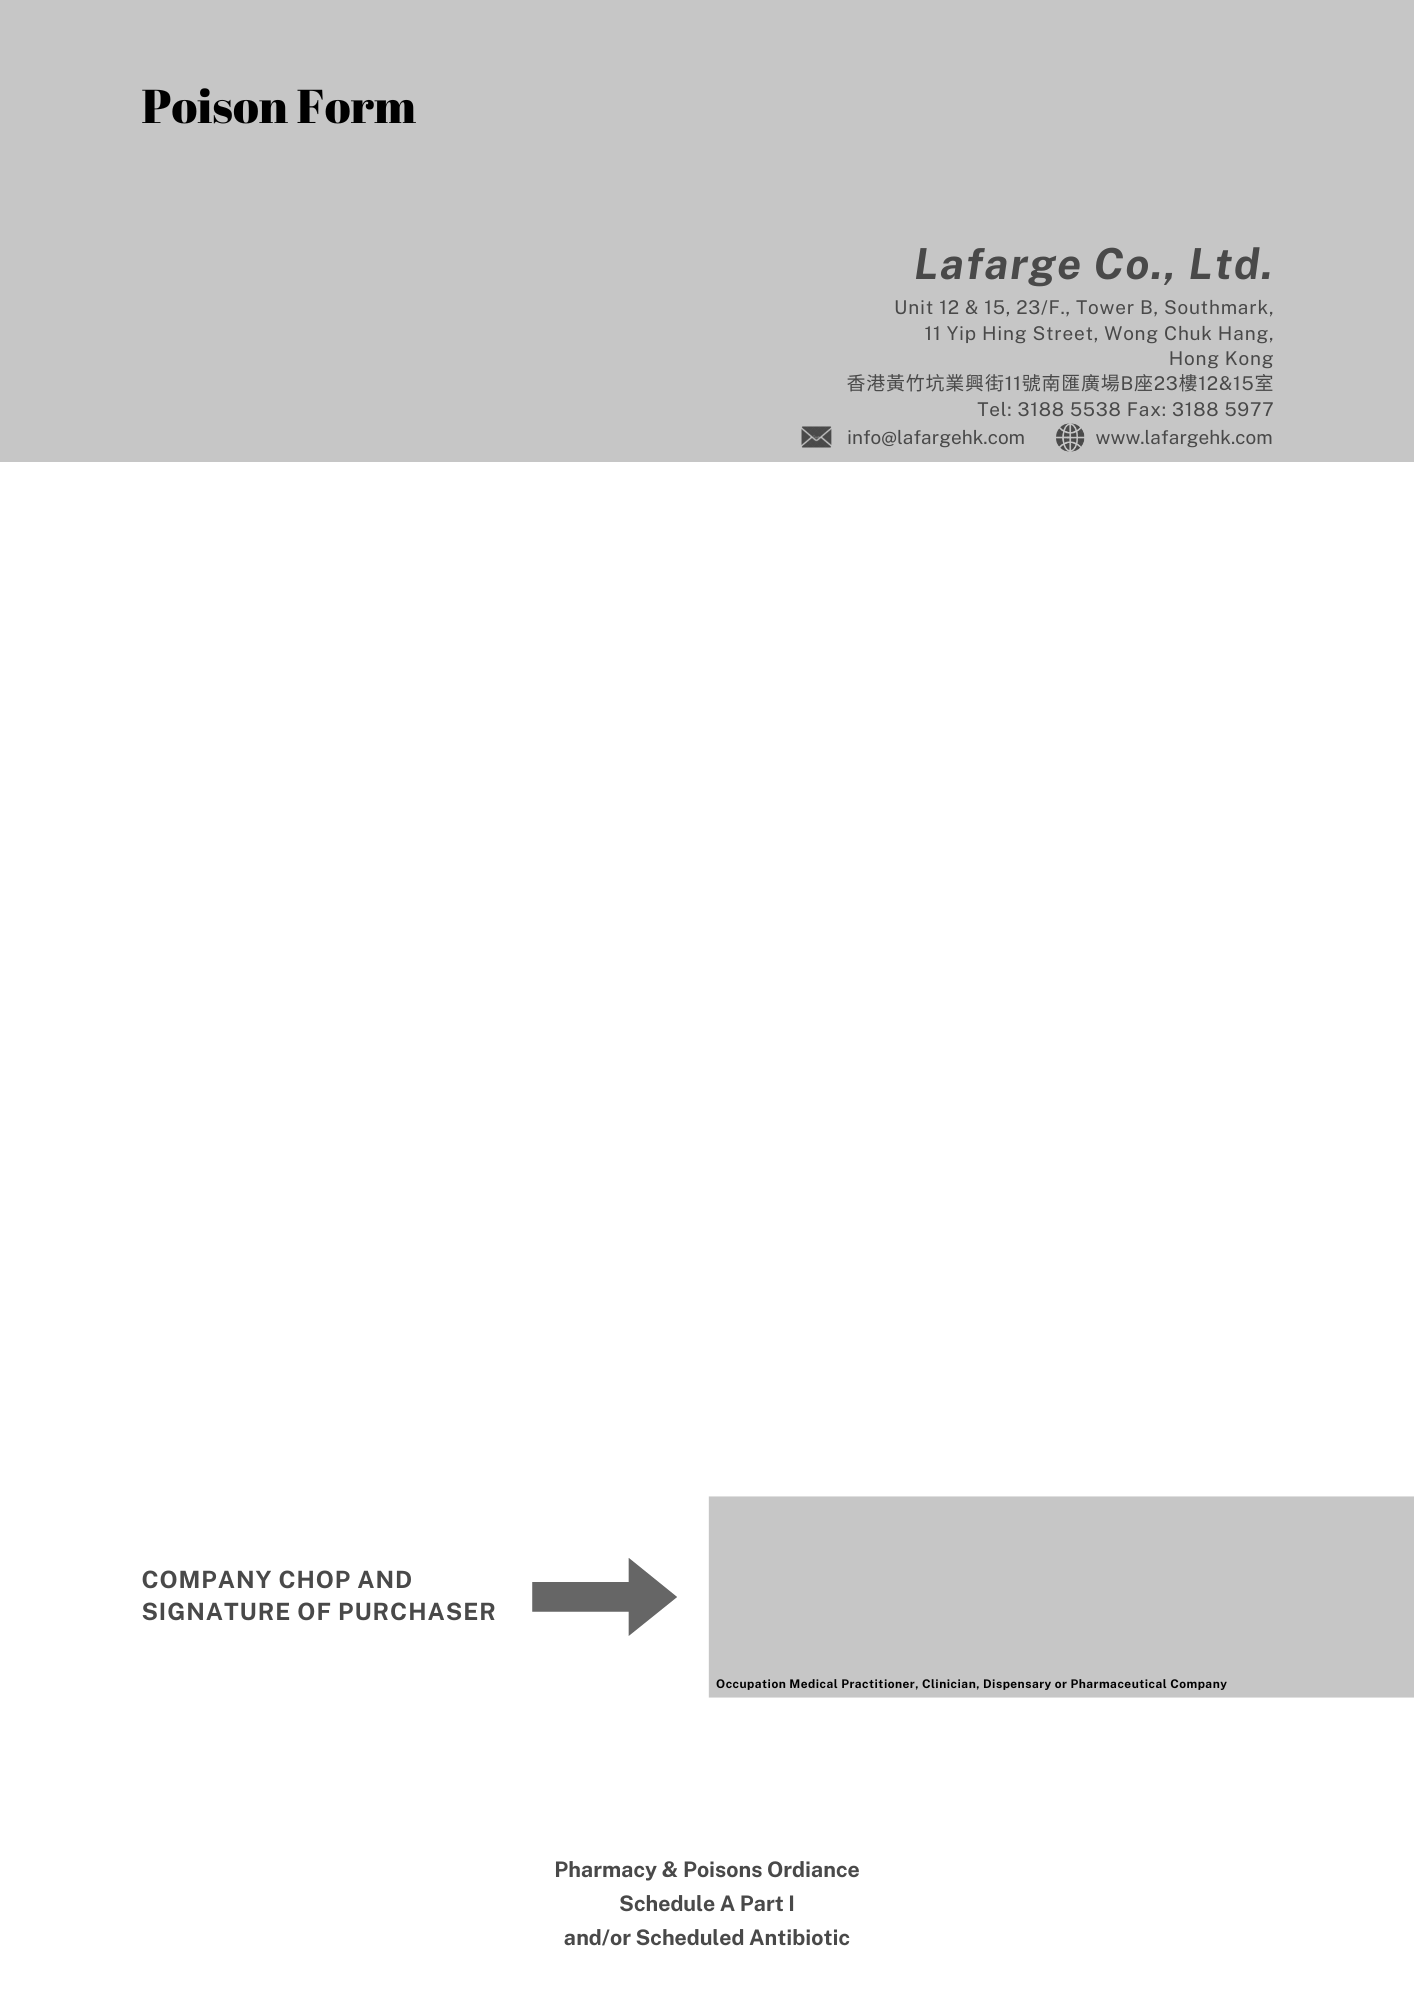 Poison Form
Lafarge Co., Ltd.
Unit 12 & 15, 23/F., Tower B, Southmark,
11 Yip Hing Street, Wong Chuk Hang,
Hong Kong
香港黃竹坑業興街11號南匯廣場B座23樓12&15室
Tel: 3188 5538 Fax: 3188 5977
info@lafargehk.com www.lafargehk.com
COMPANY CHOP AND
SIGNATURE OF PURCHASER
Occupation Medical Practitioner, Clinician, Dispensary or Pharmaceutical Company
Pharmacy & Poisons Ordiance
Schedule A Part I
and/or Scheduled Antibiotic